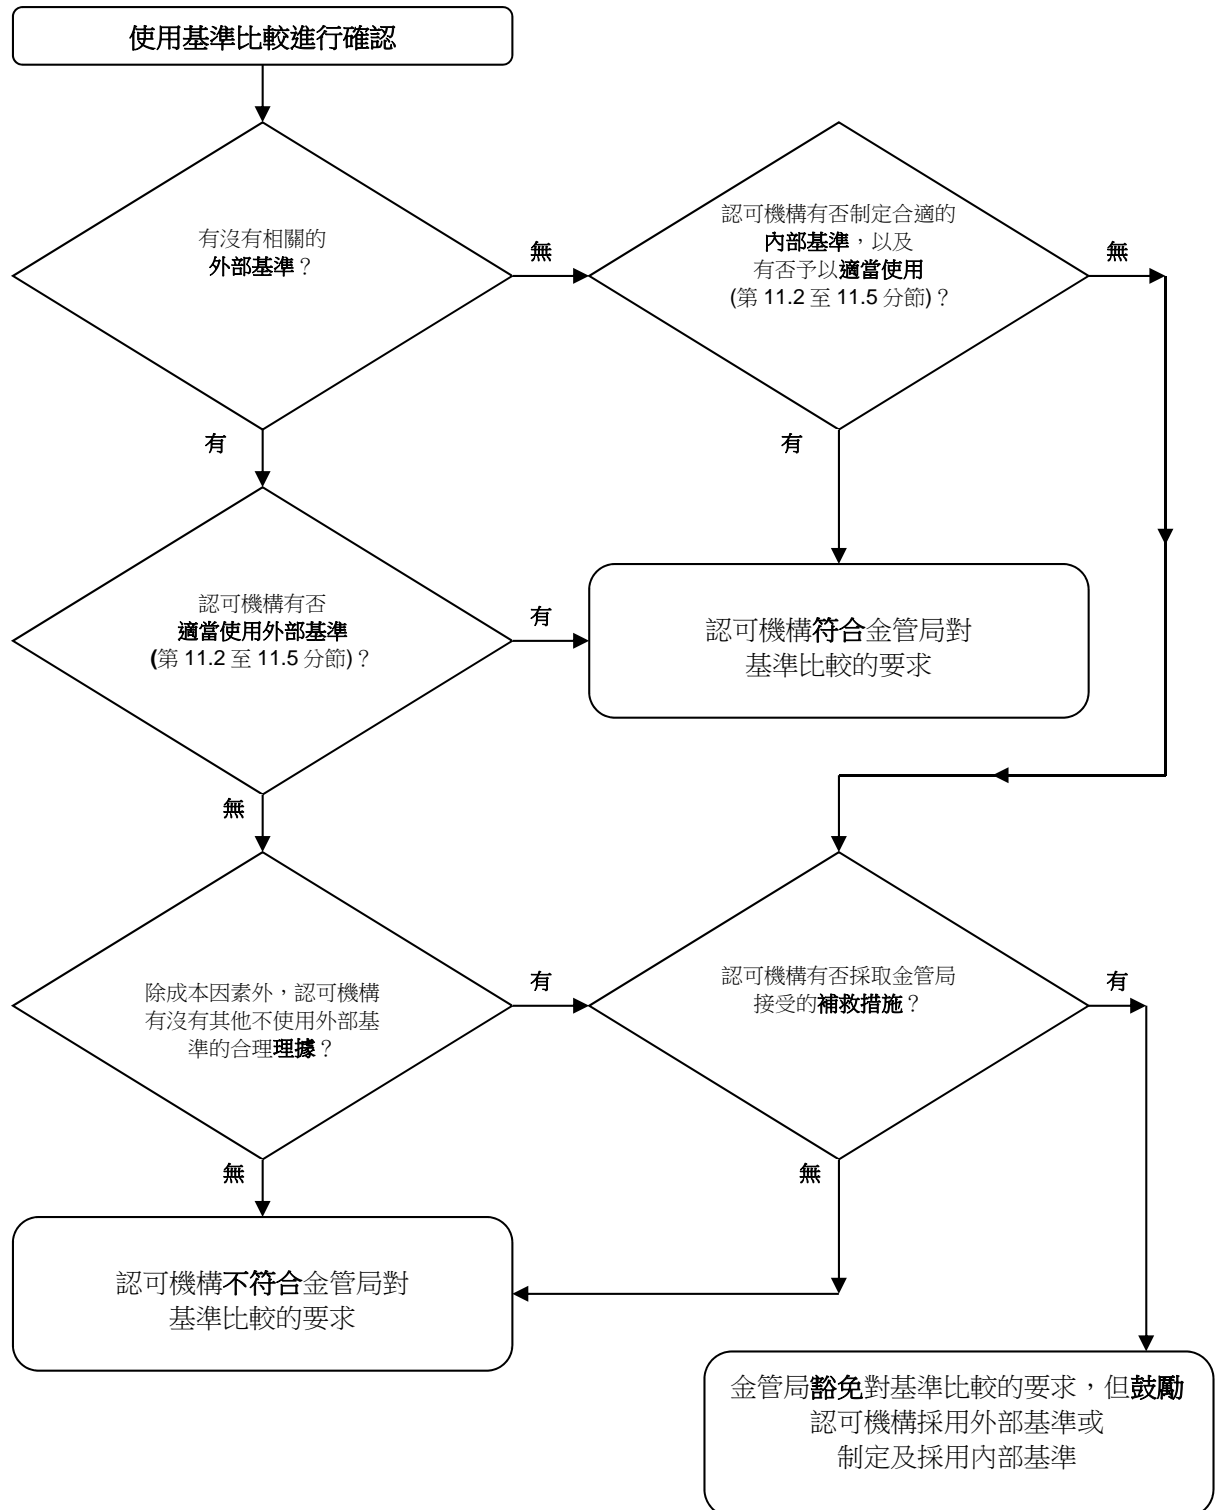 使用基準比較進行確認
有沒有相關的
外部基準？
無
認可機構有否制定合適的
內部基準，以及
有否予以適當使用
(第 11.2 至 11.5 分節)？
無
有
有
認可機構有否
適當使用外部基準
(第 11.2 至 11.5 分節)？
有
認可機構符合金管局對
基準比較的要求
無
除成本因素外，認可機構
有沒有其他不使用外部基
準的合理理據？
有
認可機構有否採取金管局
接受的補救措施？
有
無
無
認可機構不符合金管局對
基準比較的要求
金管局豁免對基準比較的要求，但鼓勵
認可機構採用外部基準或
制定及採用內部基準